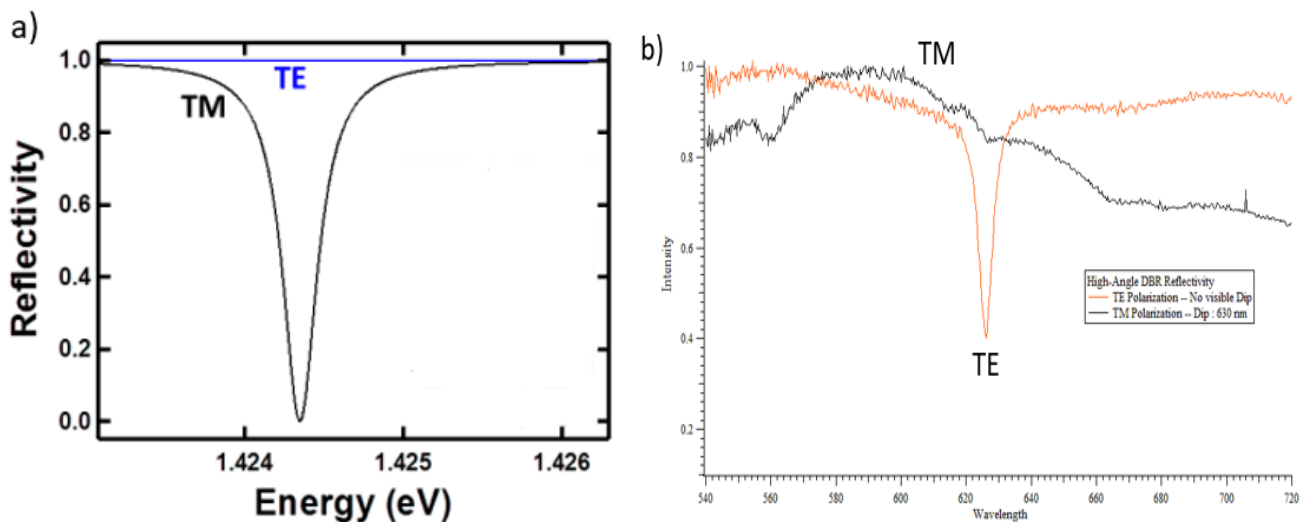 a)
Reflectivity
1.0
0.8
0.6
0.4
0.2
0.0
TE
TM
1.424
1.425
1.426
Energy (eV)
b)
TM
Intensity
1.0
0.8
0.6
0.4
0.2
High-Angle DBR Reflectivity
TE Polarization -- No visible Dip
TM Polarization -- Dip : 630 nm
TE
540
560
580
600
620
640
660
680
700
720
Wavelength